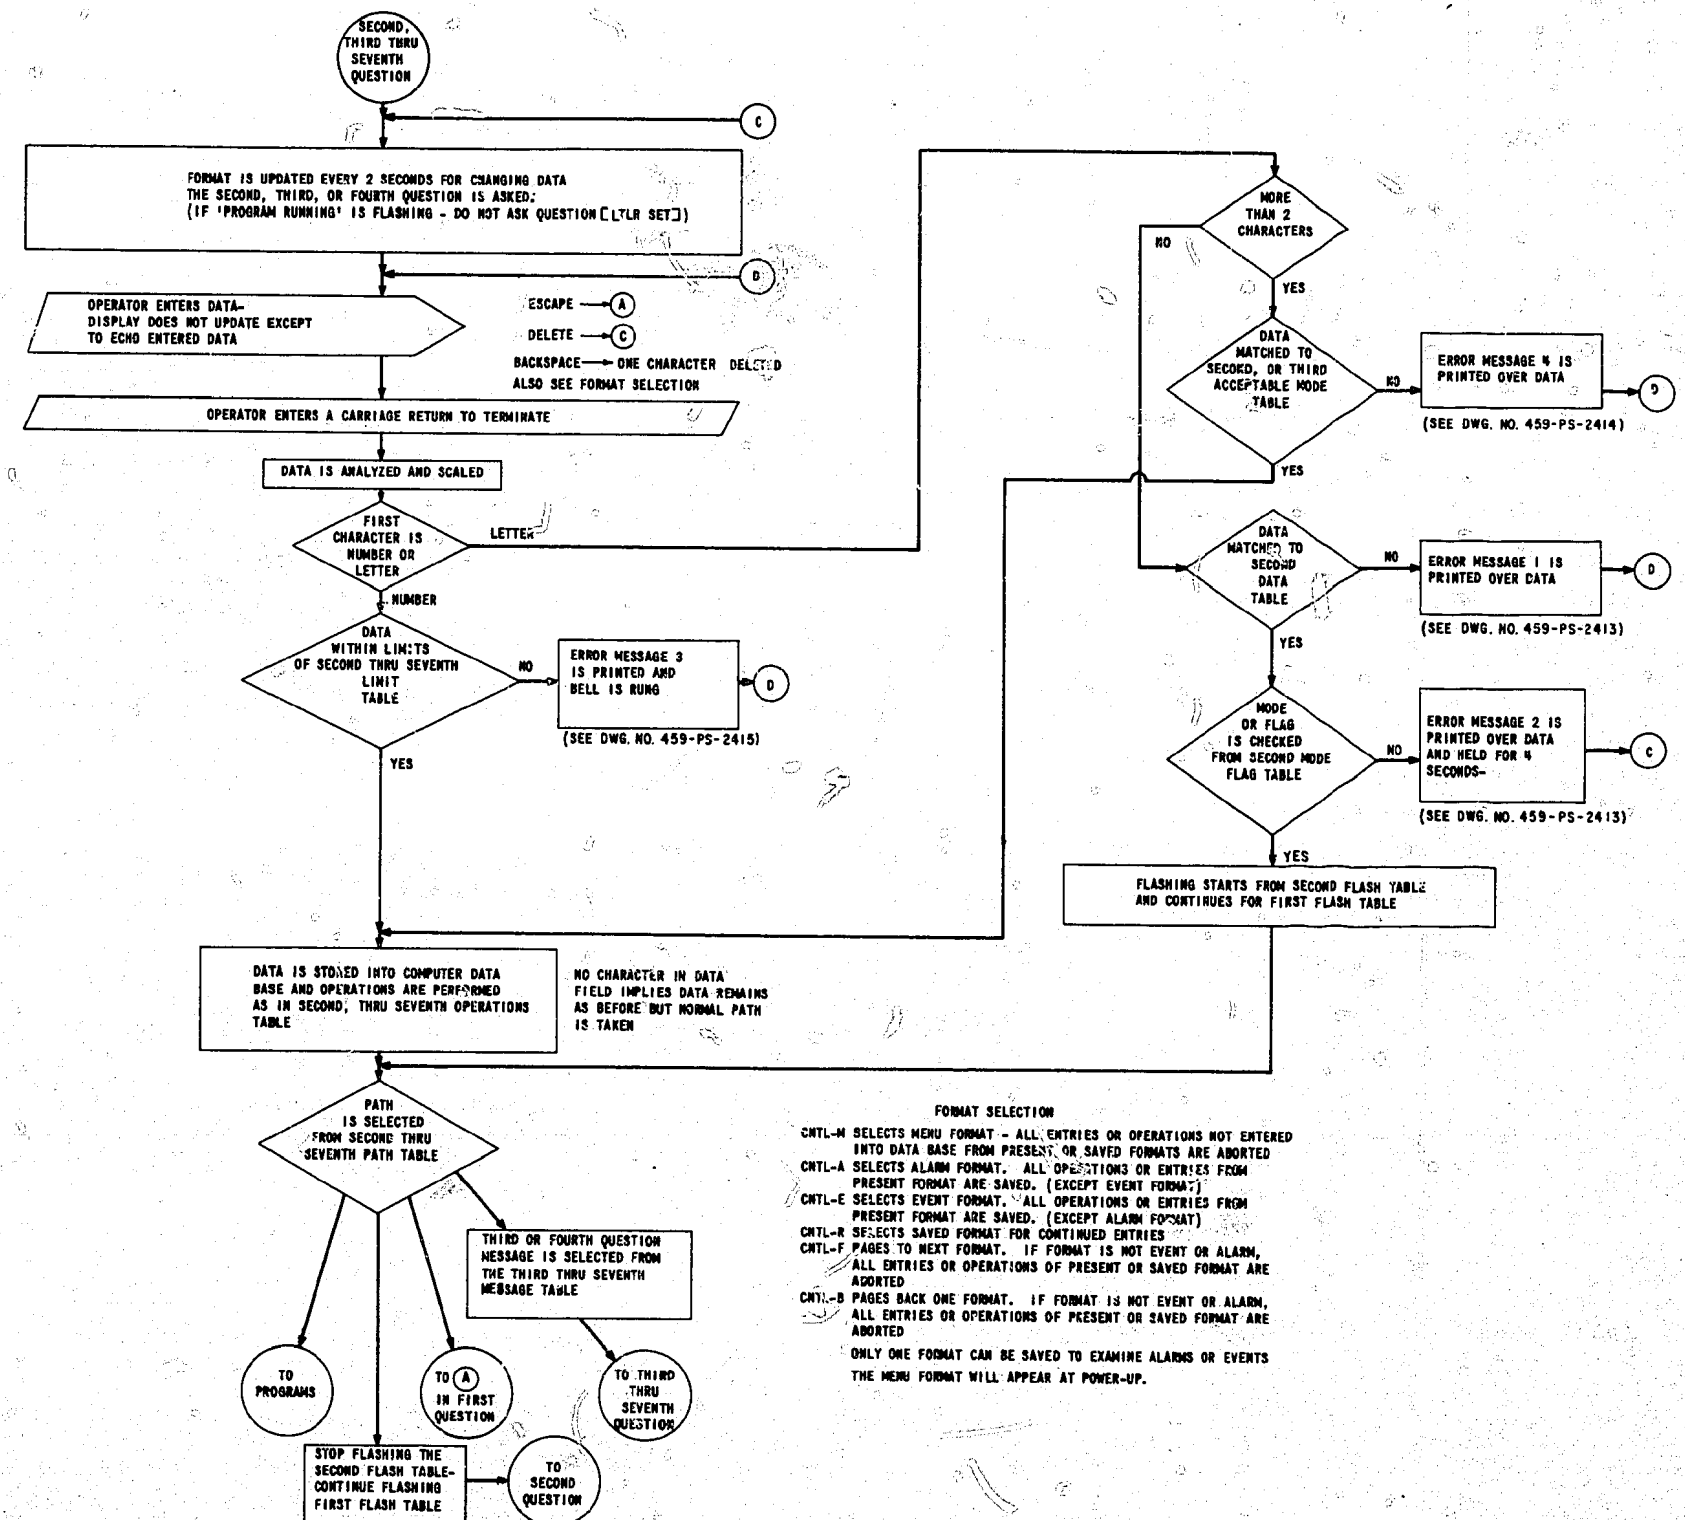 SECOND,
THIRD THRU
SEVENTH
QUESTION
C
FORMAT IS UPDATED EVERY 2 SECONDS FOR CHANGING DATA
THE SECOND, THIRD, OR FOURTH QUESTION IS ASKED;
(IF 'PROGRAM RUNNING' IS FLASHING - DO NOT ASK QUESTION [LTLR SET])
D
OPERATOR ENTERS DATA-
DISPLAY DOES NOT UPDATE EXCEPT
TO ECHO ENTERED DATA
ESCAPE A
DELETE C
BACKSPACE ONE CHARACTER DELETED
ALSO SEE FORMAT SELECTION
OPERATOR ENTERS A CARRIAGE RETURN TO TERMINATE
DATA IS ANALYZED AND SCALED
FIRST
CHARACTER IS
NUMBER OR
LETTER
LETTER
NUMBER
DATA
WITHIN LIMITS
OF SECOND THRU SEVENTH
LIMIT
TABLE
NO
ERROR MESSAGE 3
IS PRINTED AND
BELL IS RUNG
D
(SEE DWG. NO. 459-PS-2415)
YES
MORE
THAN 2
CHARACTERS
NO
YES
DATA
MATCHED TO
SECOND, OR THIRD
ACCEPTABLE MODE
TABLE
NO
ERROR MESSAGE 4 IS
PRINTED OVER DATA
D
(SEE DWG. NO. 459-PS-2414)
YES
DATA
MATCHED TO
SECOND
DATA
TABLE
NO
ERROR MESSAGE 1 IS
PRINTED OVER DATA
D
(SEE DWG. NO. 459-PS-2413)
YES
MODE
OR FLAG
IS CHECKED
FROM SECOND MODE
FLAG TABLE
NO
ERROR MESSAGE 2 IS
PRINTED OVER DATA
AND HELD FOR 4
SECONDS-
C
(SEE DWG. NO. 459-PS-2413)
YES
FLASHING STARTS FROM SECOND FLASH TABLE
AND CONTINUES FOR FIRST FLASH TABLE
DATA IS STORED INTO COMPUTER DATA
BASE AND OPERATIONS ARE PERFORMED
AS IN SECOND, THRU SEVENTH OPERATIONS
TABLE
NO CHARACTER IN DATA
FIELD IMPLIES DATA REMAINS
AS BEFORE BUT NORMAL PATH
IS TAKEN
PATH
IS SELECTED
FROM SECOND THRU
SEVENTH PATH TABLE
THIRD OR FOURTH QUESTION
MESSAGE IS SELECTED FROM
THE THIRD THRU SEVENTH
MESSAGE TABLE
TO
PROGRAMS
TO A
IN FIRST
QUESTION
TO THIRD
THRU
SEVENTH
QUESTION
STOP FLASHING THE
SECOND FLASH TABLE-
CONTINUE FLASHING
FIRST FLASH TABLE
TO
SECOND
QUESTION
FORMAT SELECTION
CNTL-M SELECTS MENU FORMAT - ALL ENTRIES OR OPERATIONS NOT ENTERED
INTO DATA BASE FROM PRESENT OR SAVED FORMATS ARE ABORTED
CNTL-A SELECTS ALARM FORMAT. ALL OPERATIONS OR ENTRIES FROM
PRESENT FORMAT ARE SAVED. (EXCEPT EVENT FORMAT)
CNTL-E SELECTS EVENT FORMAT. ALL OPERATIONS OR ENTRIES FROM
PRESENT FORMAT ARE SAVED. (EXCEPT ALARM FORMAT)
CNTL-R SELECTS SAVED FORMAT FOR CONTINUED ENTRIES
CNTL-F PAGES TO NEXT FORMAT. IF FORMAT IS NOT EVENT OR ALARM,
ALL ENTRIES OR OPERATIONS OF PRESENT OR SAVED FORMAT ARE
ABORTED
CNTL-B PAGES BACK ONE FORMAT. IF FORMAT IS NOT EVENT OR ALARM,
ALL ENTRIES OR OPERATIONS OF PRESENT OR SAVED FORMAT ARE
ABORTED
ONLY ONE FORMAT CAN BE SAVED TO EXAMINE ALARMS OR EVENTS
THE MENU FORMAT WILL APPEAR AT POWER-UP.